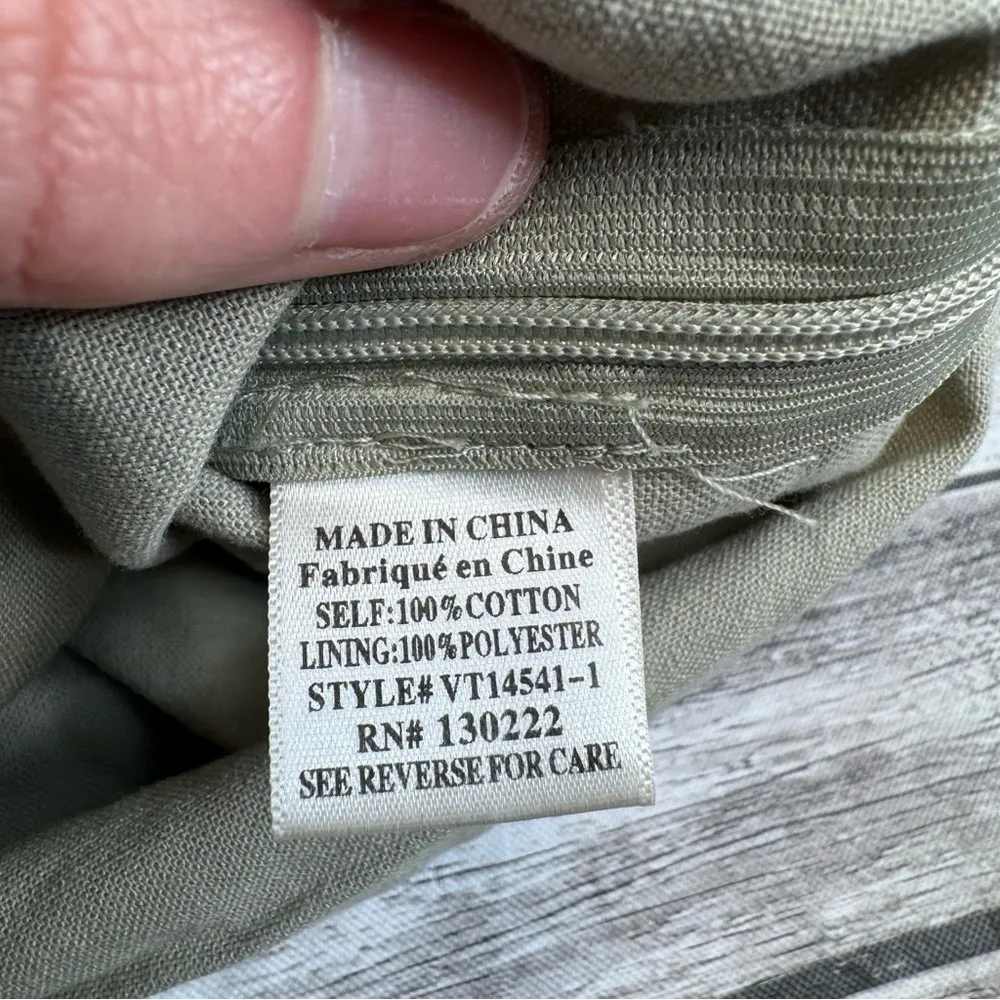 MADE IN CHINA
Fabriqué en Chine
SELF:100%COTTON
LINING:100%POLYESTER
STYLE# VT14541-1
RN# 130222
SEE REVERSE FOR CARE